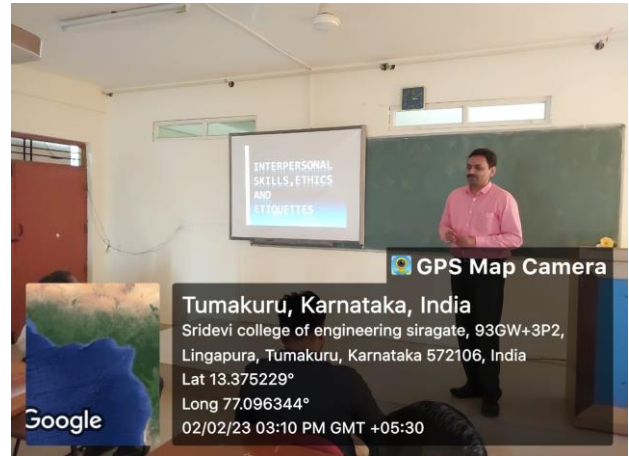 INTERPERSONAL
SKILLS,ETHICS
AND
ETIQUETTES
GPS Map Camera
Tumakuru, Karnataka, India
Sridevi college of engineering siragate, 93GW+3P2,
Lingapura, Tumakuru, Karnataka 572106, India
Lat 13.375229°
Long 77.096344°
02/02/23 03:10 PM GMT +05:30
Google